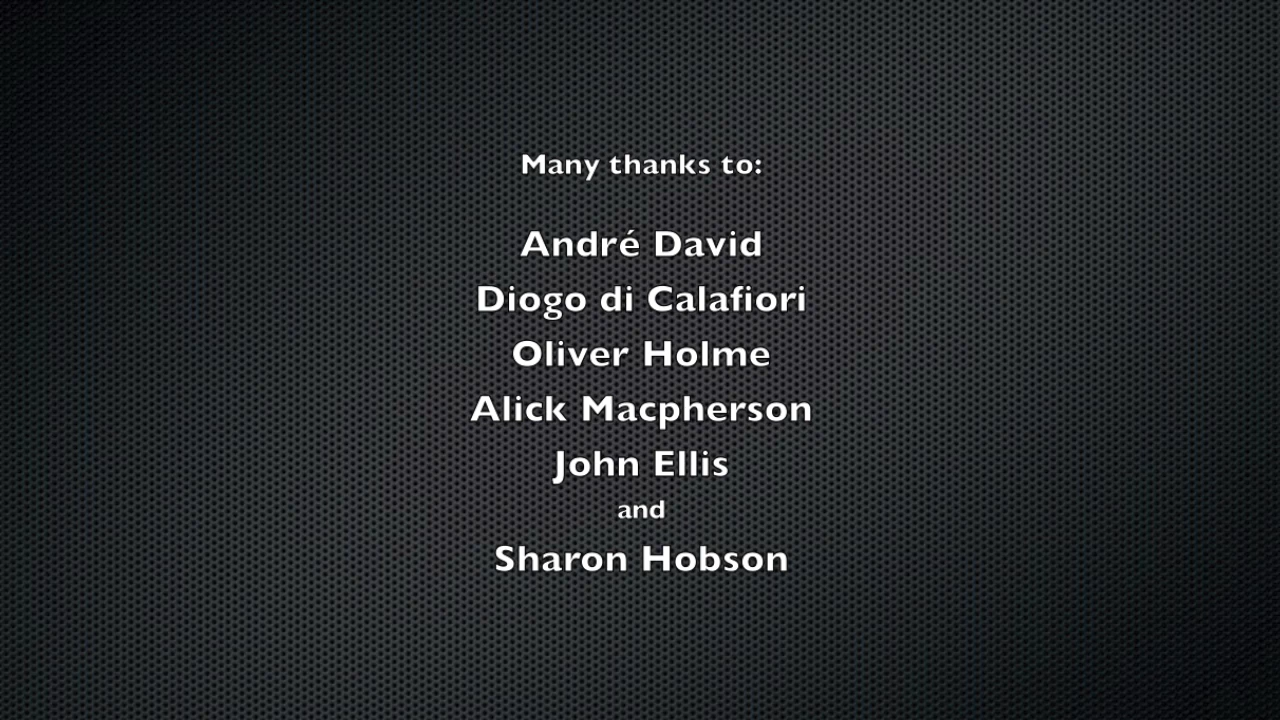 Many thanks to:
André David
Diogo di Calafiori
Oliver Holme
Alick Macpherson
John Ellis
and
Sharon Hobson